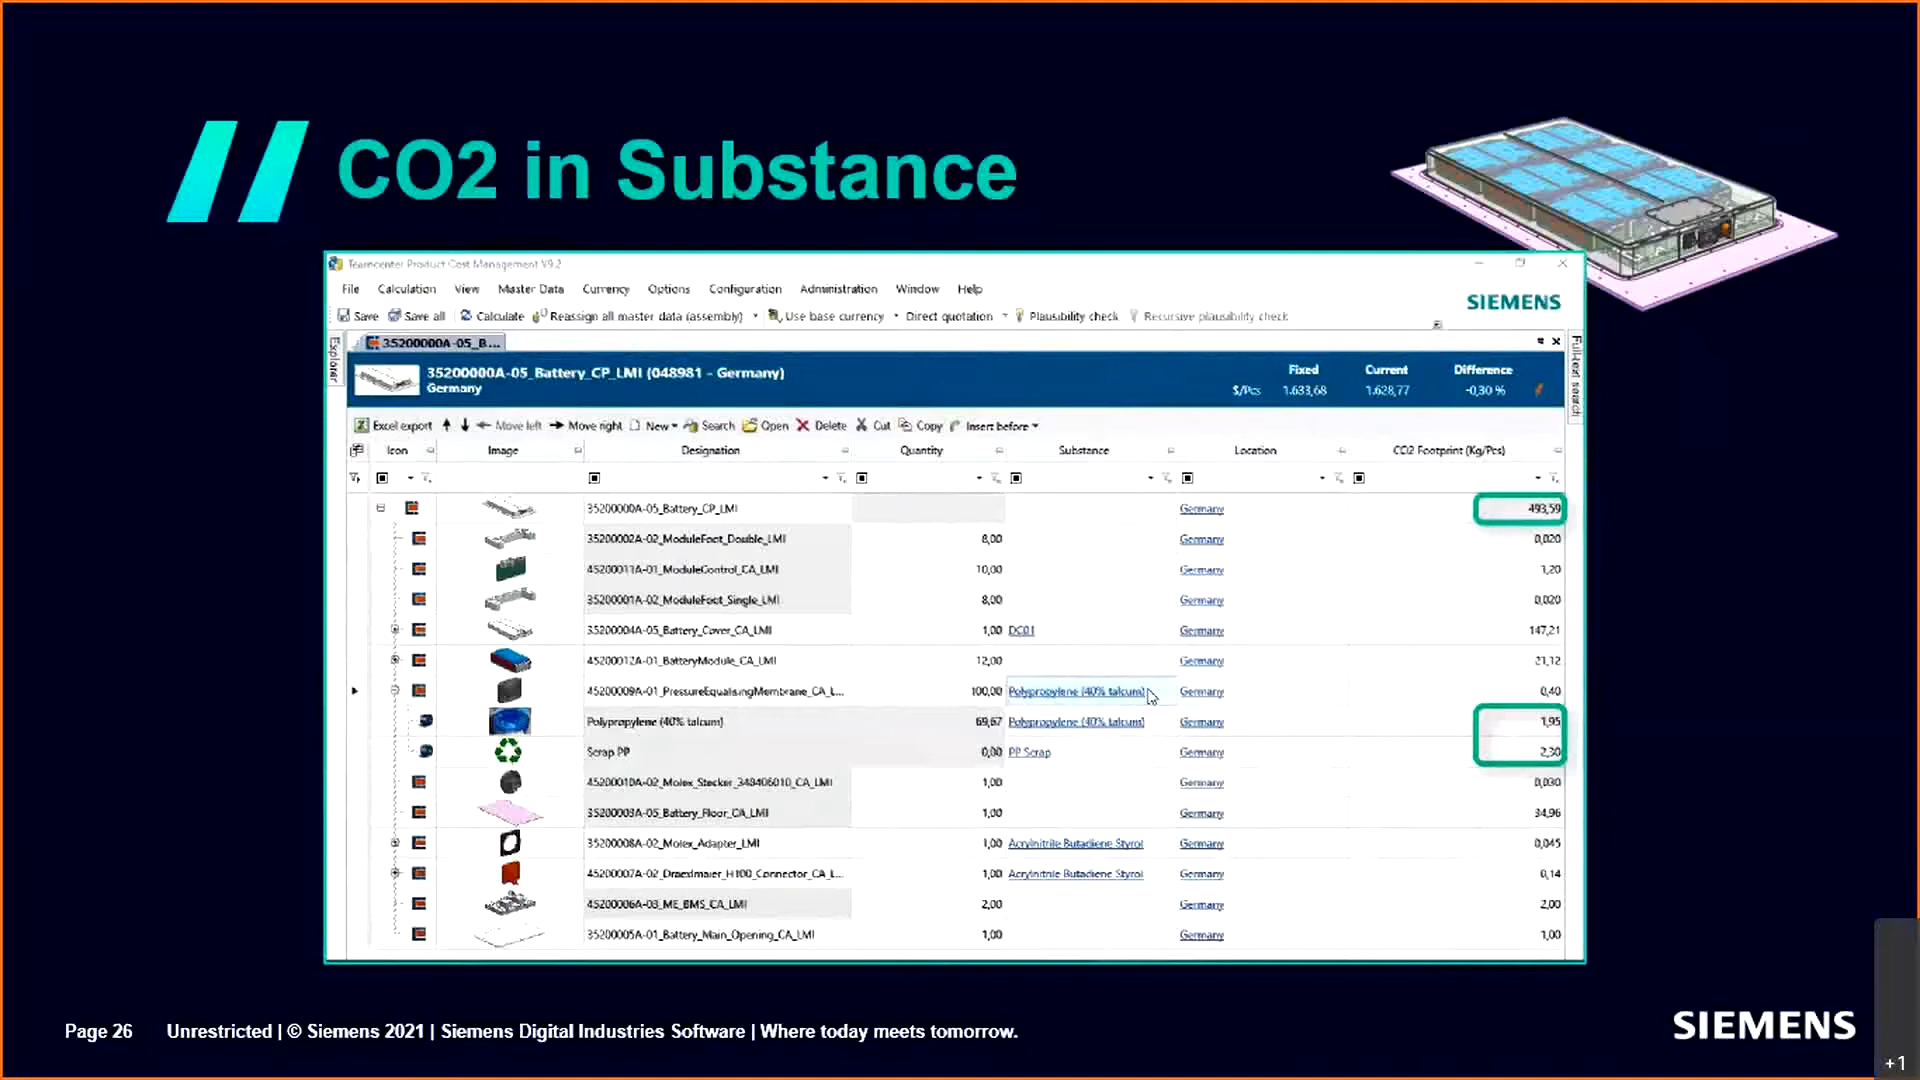 CO2 in Substance
Teamcenter Product Cost Management V9.2
File Calculation View Master Data Currency Options Configuration Administration Window Help
SIEMENS
Save Save all Calculate Reassign all master data (assembly) Use base currency Direct quotation Plausibility check Recursive plausibility check
Explorer
35200000A-05_B...
Full-text search
35200000A-05_Battery_CP_LMI (048981 - Germany)
Germany
Fixed Current Difference
$/Pcs 1.633,68 1.628,77 -0,30 %
Excel export Move left Move right New Search Open Delete Cut Copy Insert before
Icon Image Designation Quantity Substance Location CO2 Footprint (Kg/Pcs)
35200000A-05_Battery_CP_LMI Germany 493,59
35200002A-02_ModuleFoot_Double_LMI 8,00 Germany 0,020
45200011A-01_ModuleControl_CA_LMI 10,00 Germany 1,20
35200001A-02_ModuleFoot_Single_LMI 8,00 Germany 0,020
35200004A-05_Battery_Cover_CA_LMI 1,00 DC01 Germany 147,21
45200012A-01_BatteryModule_CA_LMI 12,00 Germany 21,12
45200009A-01_PressureEqualisingMembrane_CA_L... 100,00 Polypropylene (40% talcum) Germany 0,40
Polypropylene (40% talcum) 69,67 Polypropylene (40% talcum) Germany 1,95
Scrap PP 0,00 PP Scrap Germany 2,30
45200010A-02_Molex_Stecker_348406010_CA_LMI 1,00 Germany 0,030
35200003A-05_Battery_Floor_CA_LMI 1,00 Germany 34,96
35200008A-02_Molex_Adapter_LMI 1,00 Acrylnitrile Butadiene Styrol Germany 0,045
45200007A-02_Draexlmaier_H100_Connector_CA_L... 1,00 Acrylnitrile Butadiene Styrol Germany 0,14
45200006A-03_ME_BMS_CA_LMI 2,00 Germany 2,00
35200005A-01_Battery_Main_Opening_CA_LMI 1,00 Germany 1,00
Page 26 Unrestricted | © Siemens 2021 | Siemens Digital Industries Software | Where today meets tomorrow.
SIEMENS
+1